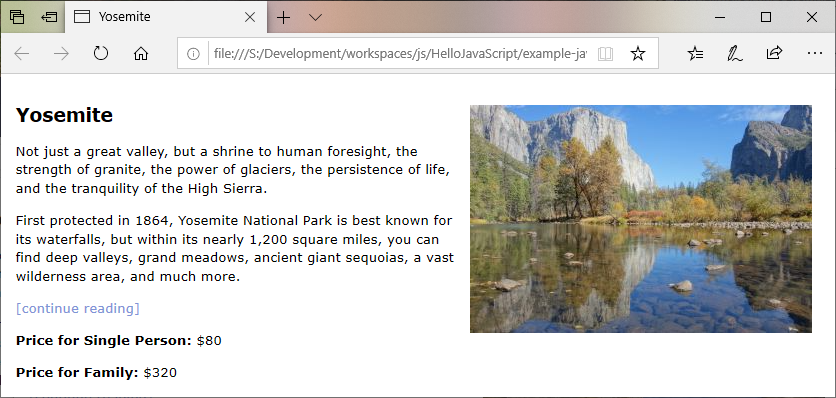 Yosemite
file:///S:/Development/workspaces/js/HelloJavaScript/example-jav
Yosemite
Not just a great valley, but a shrine to human foresight, the
strength of granite, the power of glaciers, the persistence of life,
and the tranquility of the High Sierra.
First protected in 1864, Yosemite National Park is best known for
its waterfalls, but within its nearly 1,200 square miles, you can
find deep valleys, grand meadows, ancient giant sequoias, a vast
wilderness area, and much more.
[continue reading]
Price for Single Person: $80
Price for Family: $320